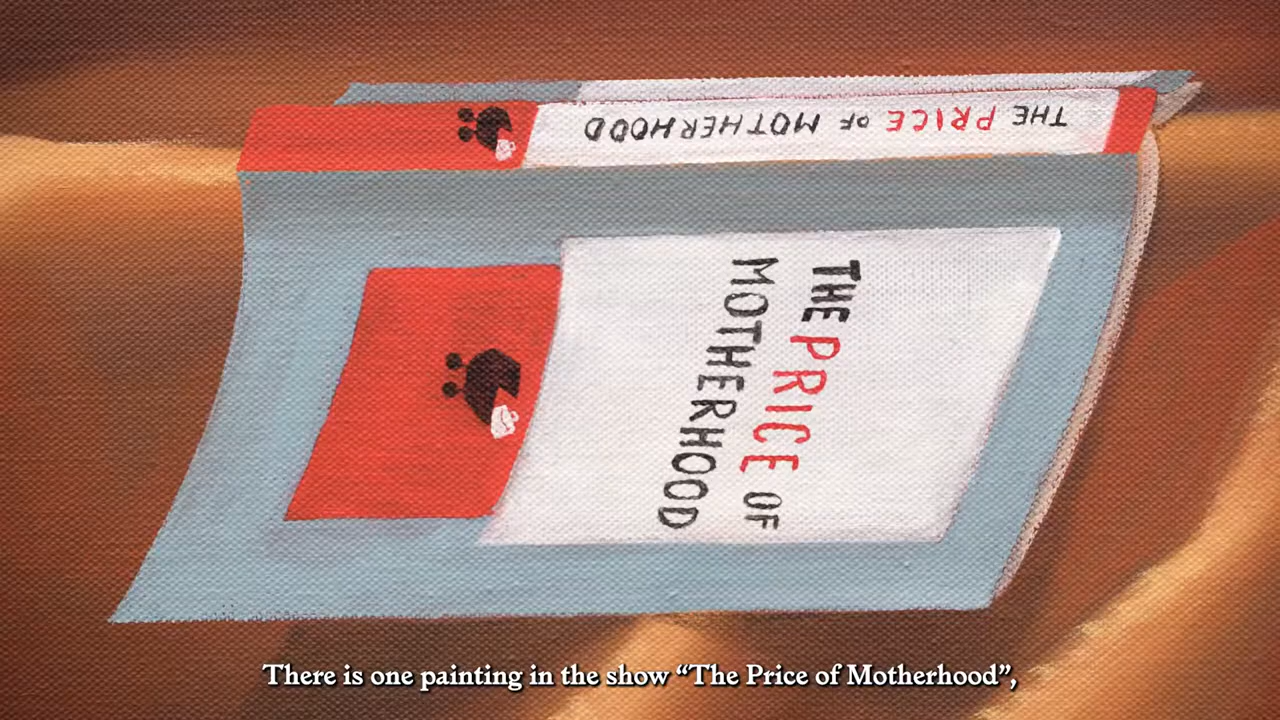 THE PRICE OF MOTHERHOOD
THE PRICE OF
MOTHERHOOD
There is one painting in the show “The Price of Motherhood”,